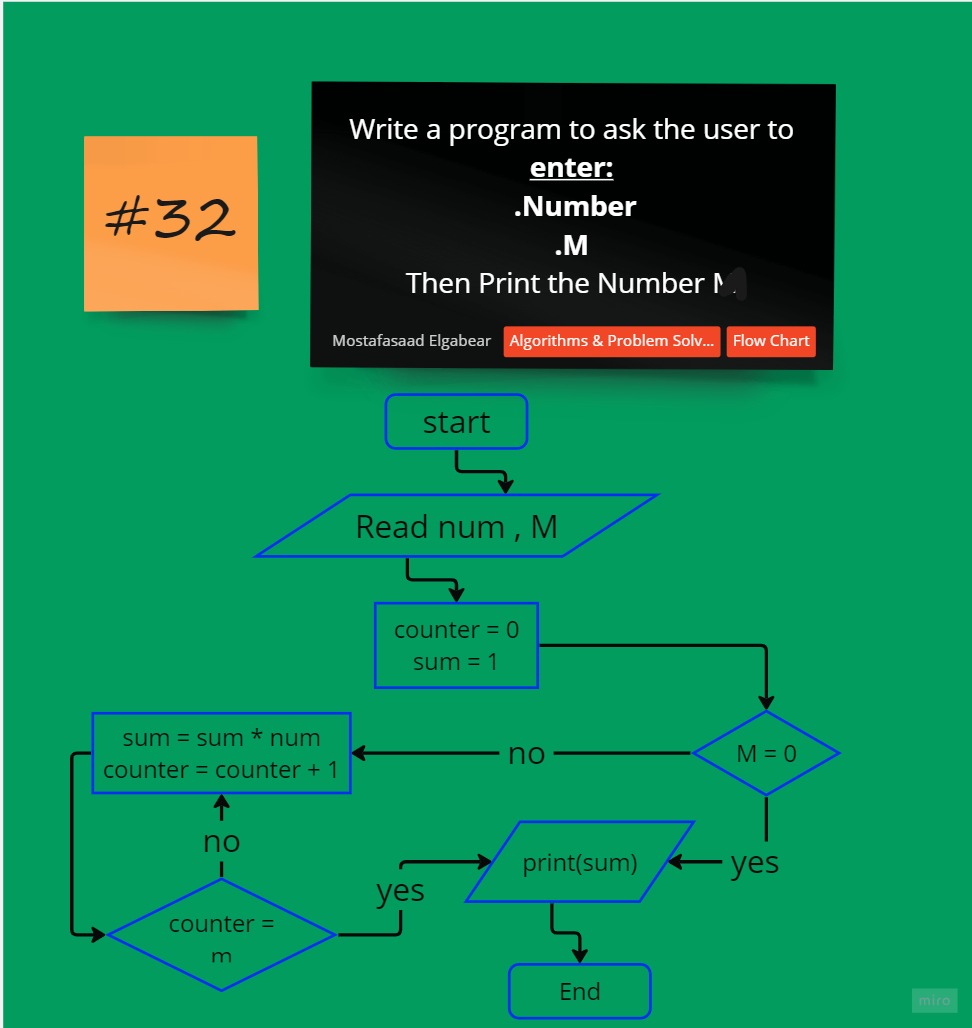 #32
Write a program to ask the user to
enter:
.Number
.M
Then Print the Number
Mostafasaad Elgabear
Algorithms & Problem Solv...
Flow Chart
start
Read num , M
counter = 0
sum = 1
M = 0
no
sum = sum * num
counter = counter + 1
no
yes
print(sum)
yes
counter =
m
End
miro